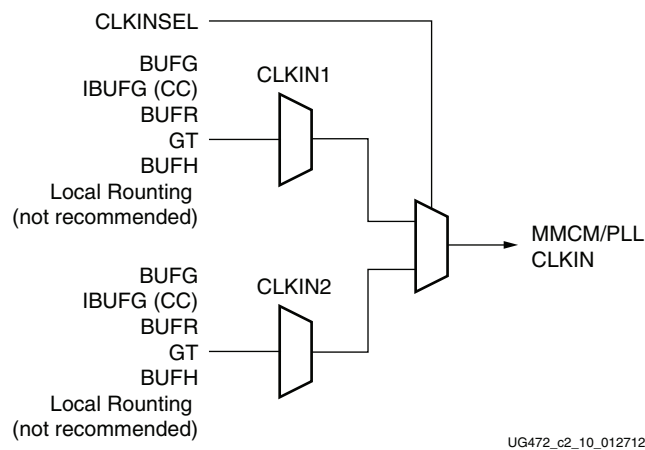 CLKINSEL
BUFG
IBUFG (CC)
BUFR
GT
BUFH
Local Rounting
(not recommended)
CLKIN1
MMCM/PLL
CLKIN
BUFG
IBUFG (CC)
BUFR
GT
BUFH
Local Rounting
(not recommended)
CLKIN2
UG472_c2_10_012712